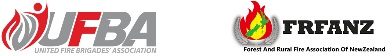 UFBA
UNITED FIRE BRIGADES' ASSOCIATION
FRFANZ
Forest And Rural Fire Association Of NewZealand